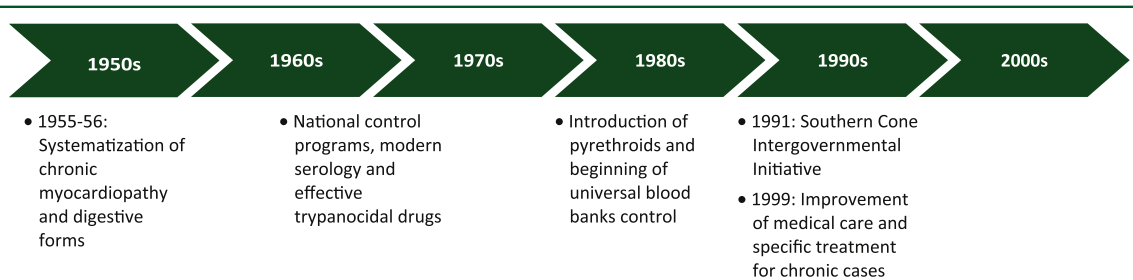 1950s
1960s
1970s
1980s
1990s
2000s
• 1955-56:
Systematization of
chronic
myocardiopathy
and digestive
forms
• National control
programs, modern
serology and
effective
trypanocidal drugs
• Introduction of
pyrethroids and
beginning of
universal blood
banks control
• 1991: Southern Cone
Intergovernmental
Initiative
• 1999: Improvement
of medical care and
specific treatment
for chronic cases